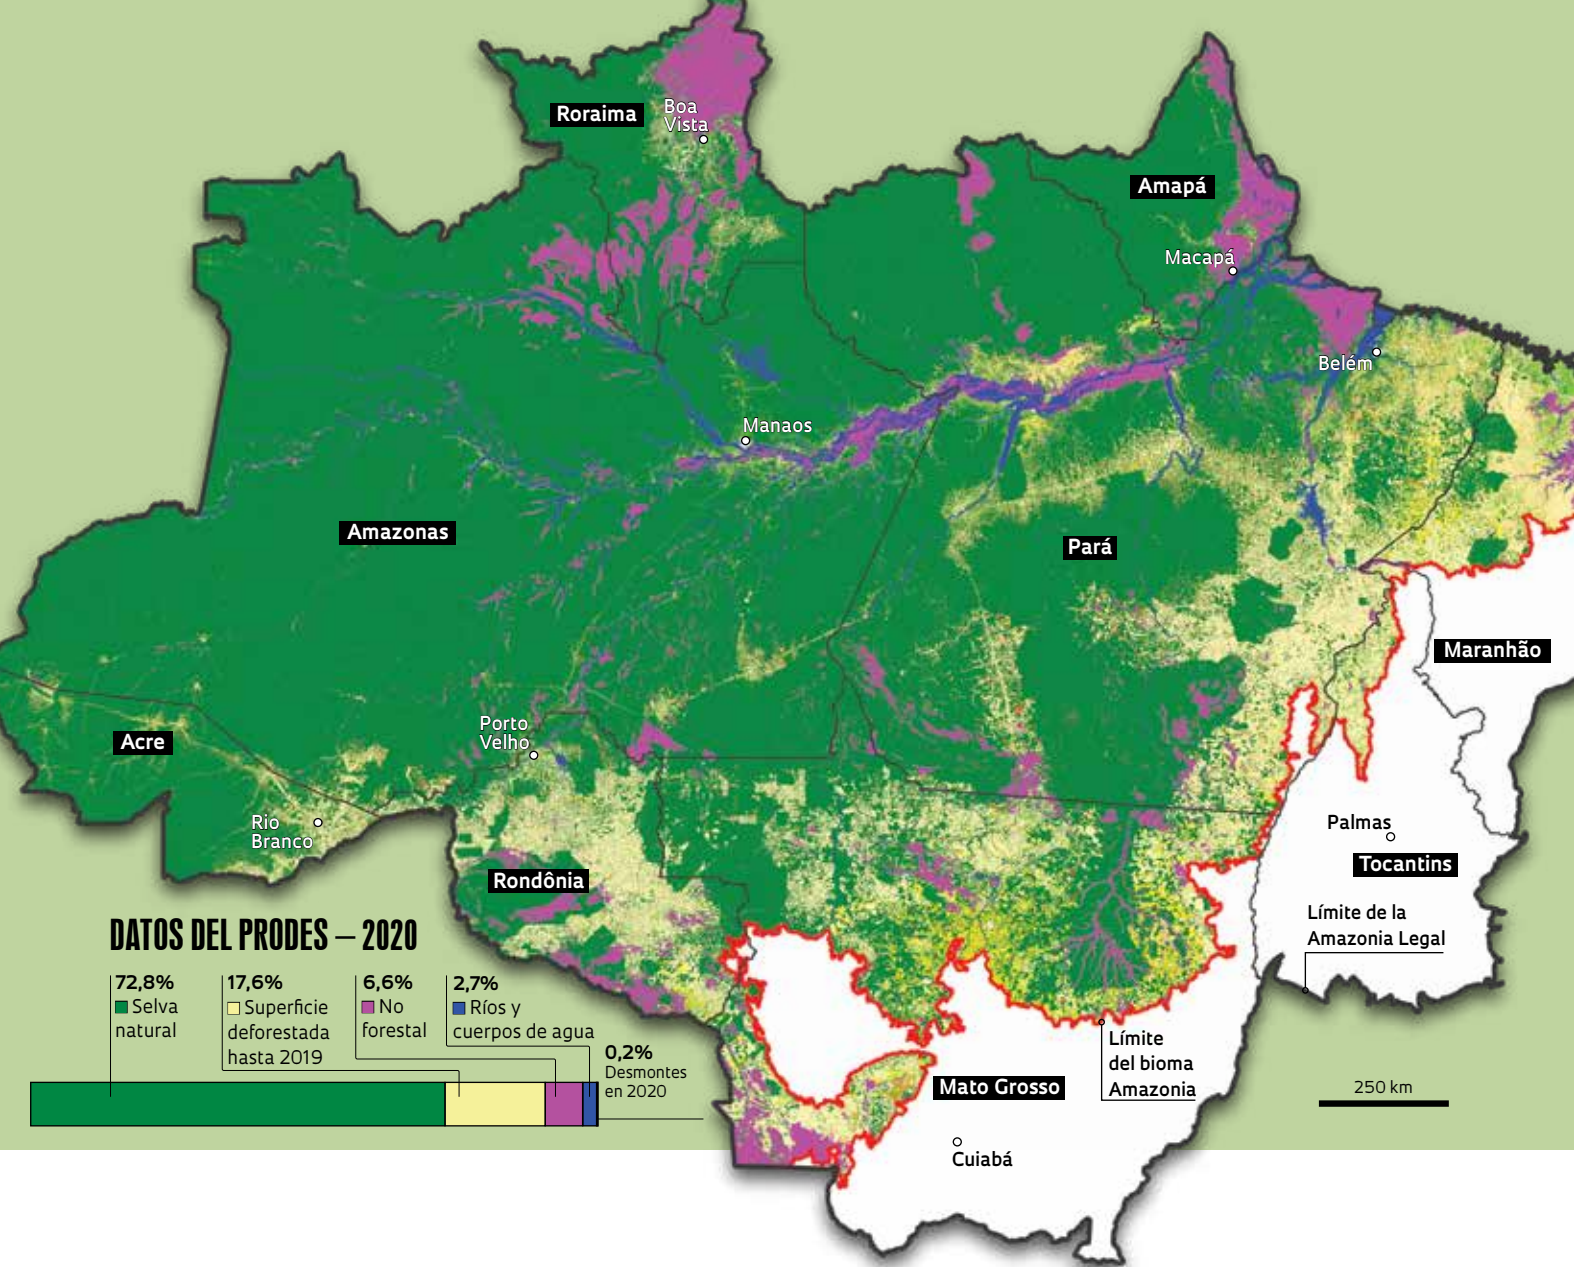 Roraima
Boa
Vista
Amapá
Macapá
Belém
Manaos
Amazonas
Pará
Maranhão
Porto
Velho
Acre
Rio
Branco
Rondônia
Palmas
Tocantins
Límite de la
Amazonia Legal
Límite
del bioma
Amazonia
Mato Grosso
Cuiabá
250 km
DATOS DEL PRODES – 2020
72,8%
Selva
natural
17,6%
Superficie
deforestada
hasta 2019
6,6%
No
forestal
2,7%
Ríos y
cuerpos de agua
0,2%
Desmontes
en 2020